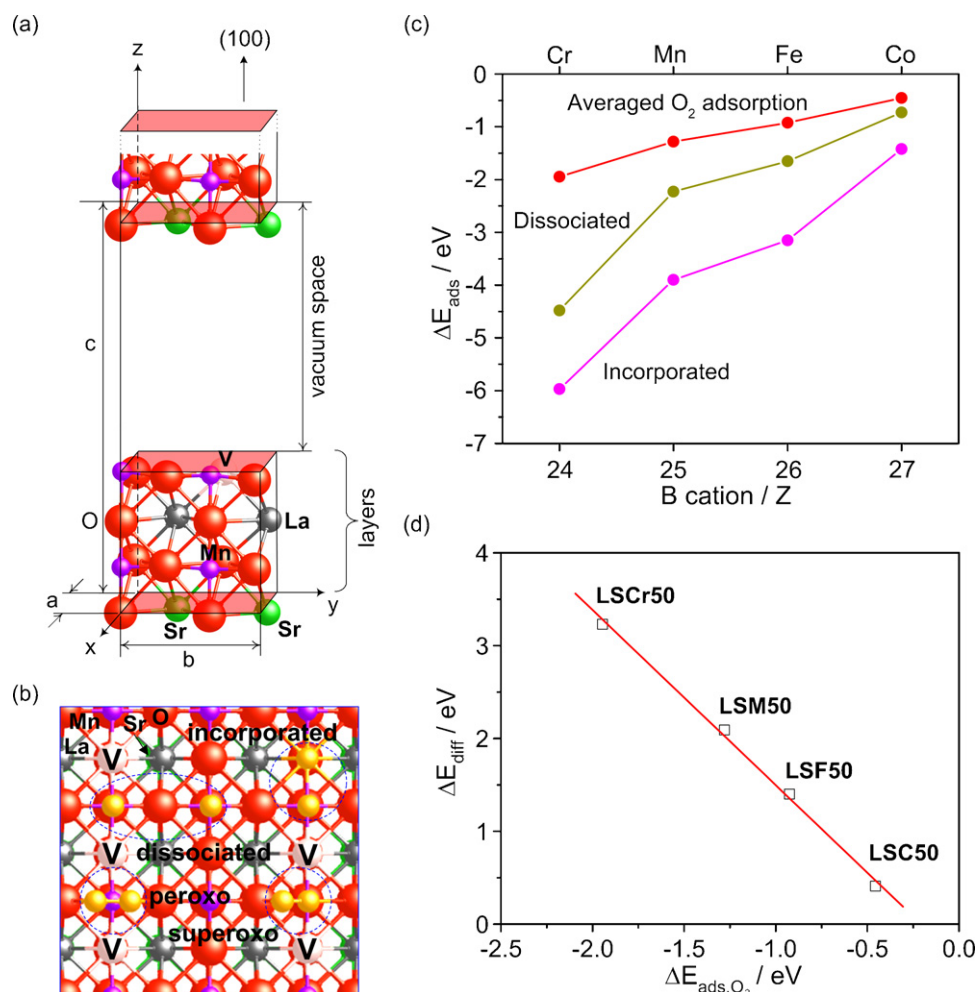 (a)
(100)
z
c
vacuum space
V
O
La
layers
Mn
a
y
Sr
Sr
x
b
(b)
Mn
Sr
O
incorporated
La
V
V
dissociated
V
peroxo
superoxo
V
V
(c)
Cr
Mn
Fe
Co
0
-1
-2
-3
-4
-5
-6
-7
ΔE_ads / eV
Averaged O₂ adsorption
Dissociated
Incorporated
24
25
26
27
B cation / Z
(d)
4
3
2
1
0
ΔE_diff / eV
LSCr50
LSM50
LSF50
LSC50
-2.5
-2.0
-1.5
-1.0
-0.5
0.0
ΔE_ads,O₂ / eV